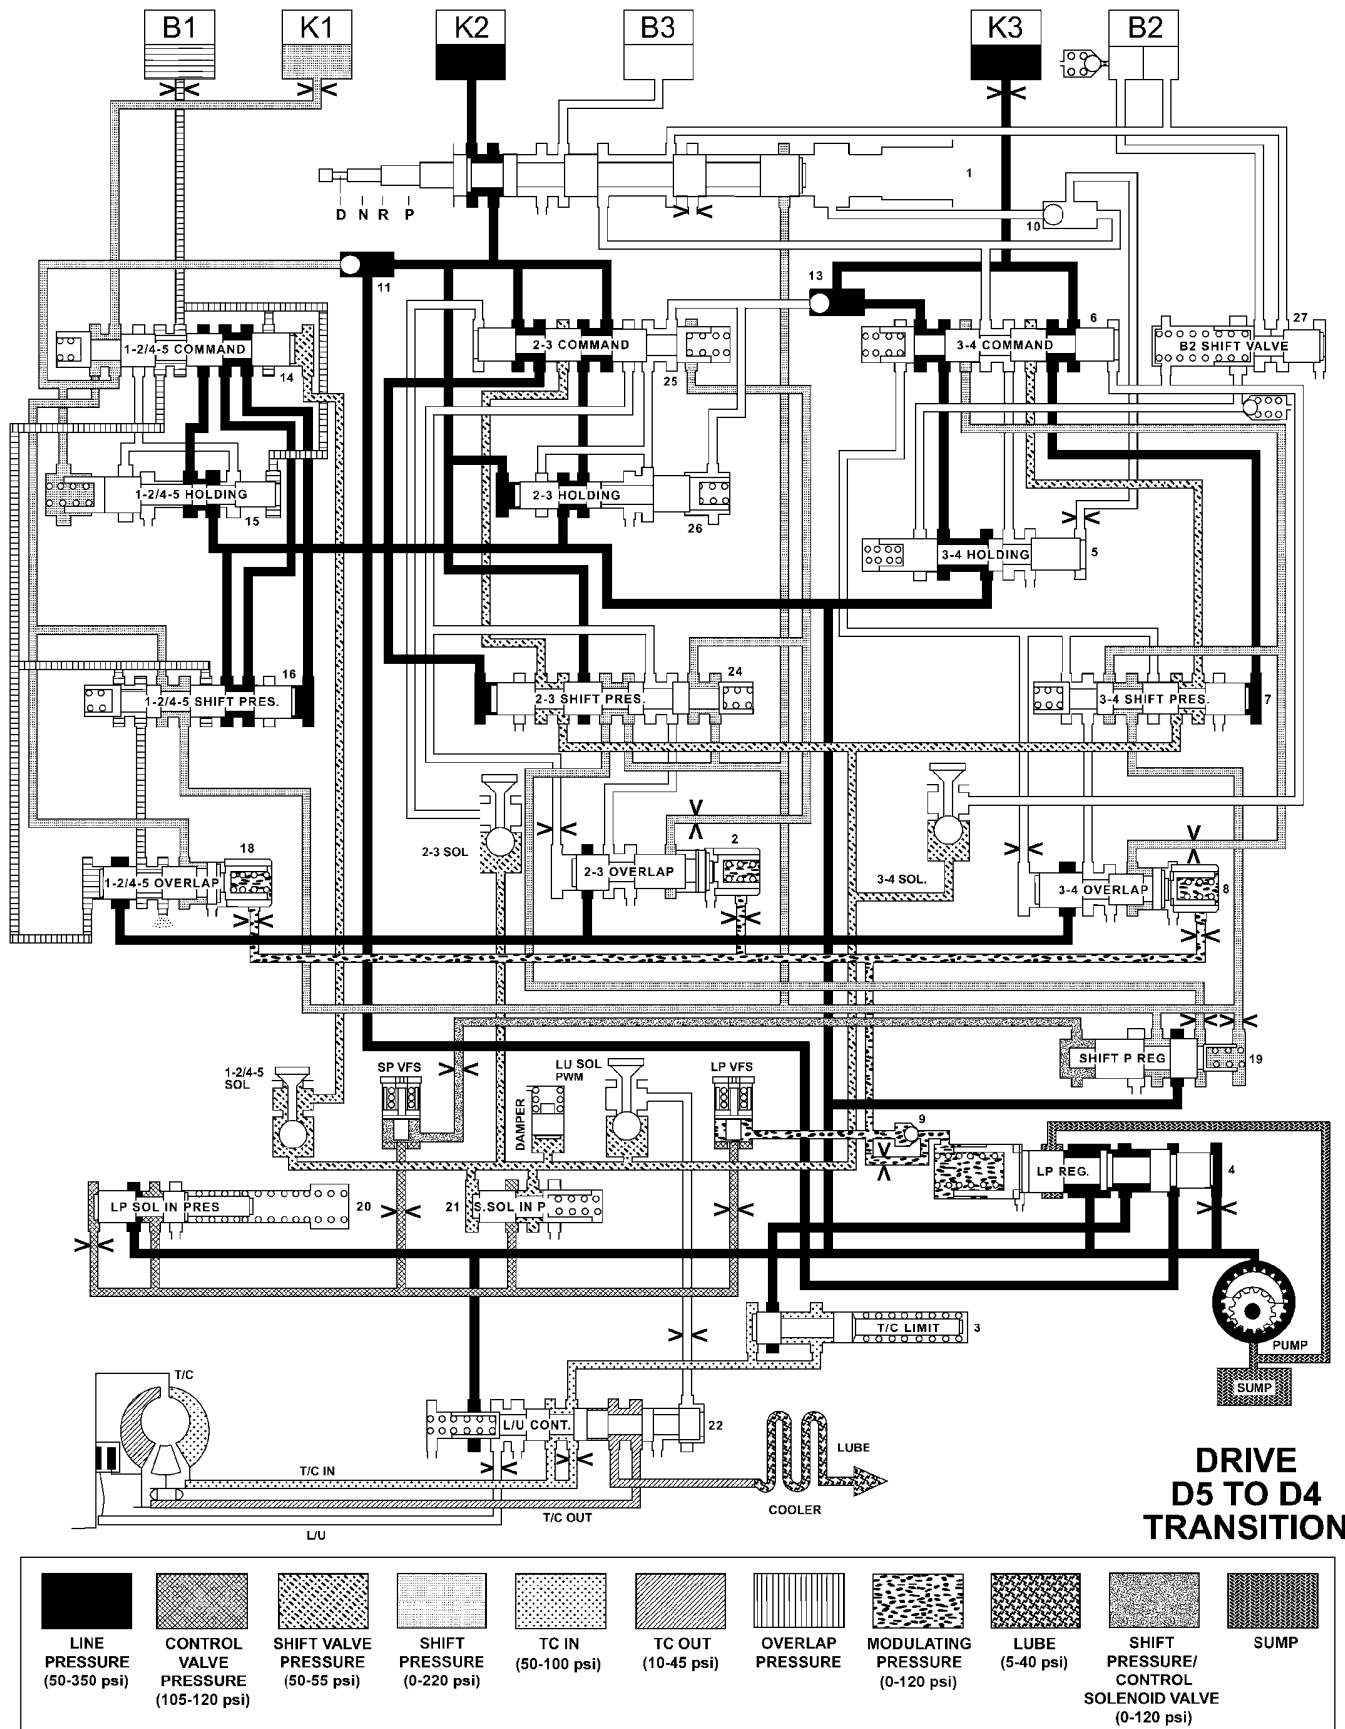 B1 K1 K2 B3 K3 B2
1
D N R P
10
11
13
6
27
1-2/4-5 COMMAND
2-3 COMMAND
3-4 COMMAND
B2 SHIFT VALVE
14
25
1-2/4-5 HOLDING
2-3 HOLDING
15
26
3-4 HOLDING
5
16
24
1-2/4-5 SHIFT PRES.
2-3 SHIFT PRES.
3-4 SHIFT PRES.
7
2-3 SOL
18
2
3-4 SOL.
1-2/4-5 OVERLAP
2-3 OVERLAP
3-4 OVERLAP
8
1-2/4-5
SOL
SP VFS
LU SOL
PWM
LP VFS
SHIFT P REG
19
DAMPER
9
LP REG.
4
LP SOL IN PRES
20
21
S.SOL IN P
T/C LIMIT
3
PUMP
SUMP
T/C
L/U CONT.
22
LUBE
T/C IN
COOLER
T/C OUT
L/U
DRIVE
D5 TO D4
TRANSITION
LINE
PRESSURE
(50-350 psi)
CONTROL
VALVE
PRESSURE
(105-120 psi)
SHIFT VALVE
PRESSURE
(50-55 psi)
SHIFT
PRESSURE
(0-220 psi)
TC IN
(50-100 psi)
TC OUT
(10-45 psi)
OVERLAP
PRESSURE
MODULATING
PRESSURE
(0-120 psi)
LUBE
(5-40 psi)
SHIFT
PRESSURE/
CONTROL
SOLENOID VALVE
(0-120 psi)
SUMP